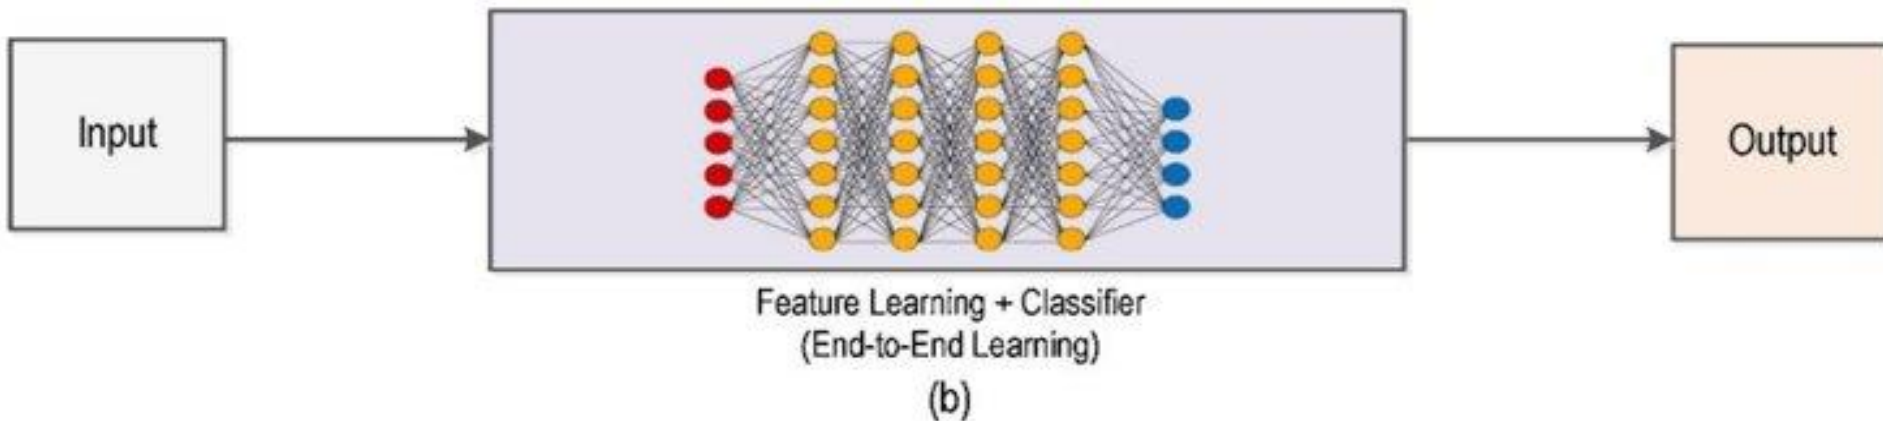 Input
Output
Feature Learning + Classifier
(End-to-End Learning)
(b)